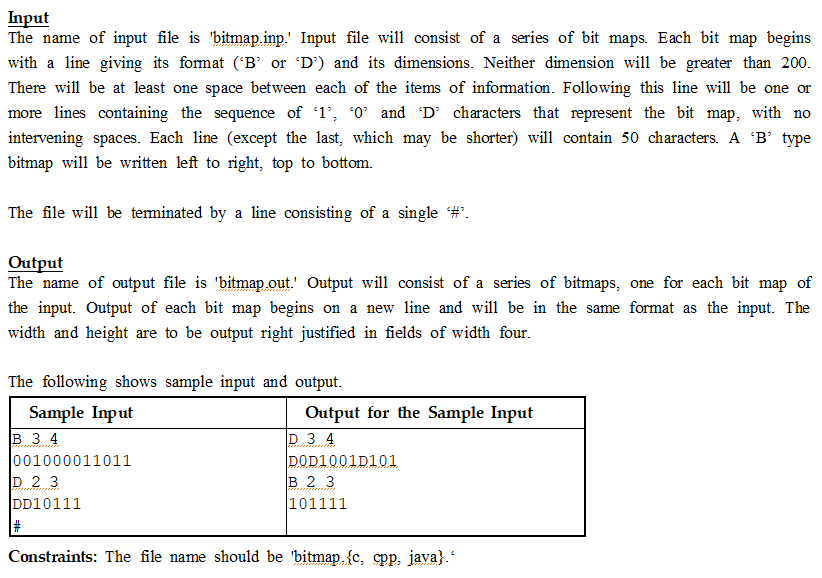 Input
The name of input file is 'bitmap.inp.' Input file will consist of a series of bit maps. Each bit map begins
with a line giving its format (‘B’ or ‘D’) and its dimensions. Neither dimension will be greater than 200.
There will be at least one space between each of the items of information. Following this line will be one or
more lines containing the sequence of ‘1’, ‘0’ and ‘D’ characters that represent the bit map, with no
intervening spaces. Each line (except the last, which may be shorter) will contain 50 characters. A ‘B’ type
bitmap will be written left to right, top to bottom.
The file will be terminated by a line consisting of a single ‘#’.
Output
The name of output file is 'bitmap.out.' Output will consist of a series of bitmaps, one for each bit map of
the input. Output of each bit map begins on a new line and will be in the same format as the input. The
width and height are to be output right justified in fields of width four.
The following shows sample input and output.
Sample Input Output for the Sample Input
B 3 4 D 3 4
001000011011 D0D1001D101
D 2 3 B 2 3
DD10111 101111
#
Constraints: The file name should be 'bitmap.{c, cpp, java}.‘